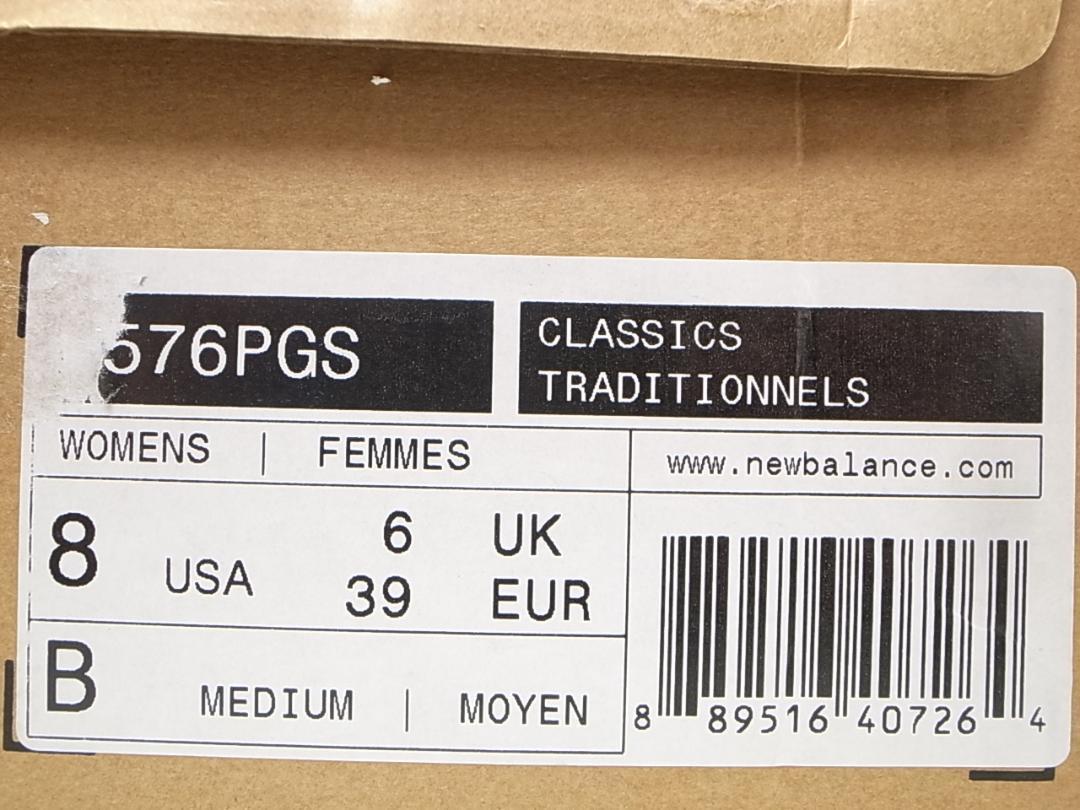 576PGS
CLASSICS
TRADITIONNELS
WOMENS | FEMMES
www.newbalance.com
8 USA
6 UK
39 EUR
B MEDIUM | MOYEN
8 89516 40726 4